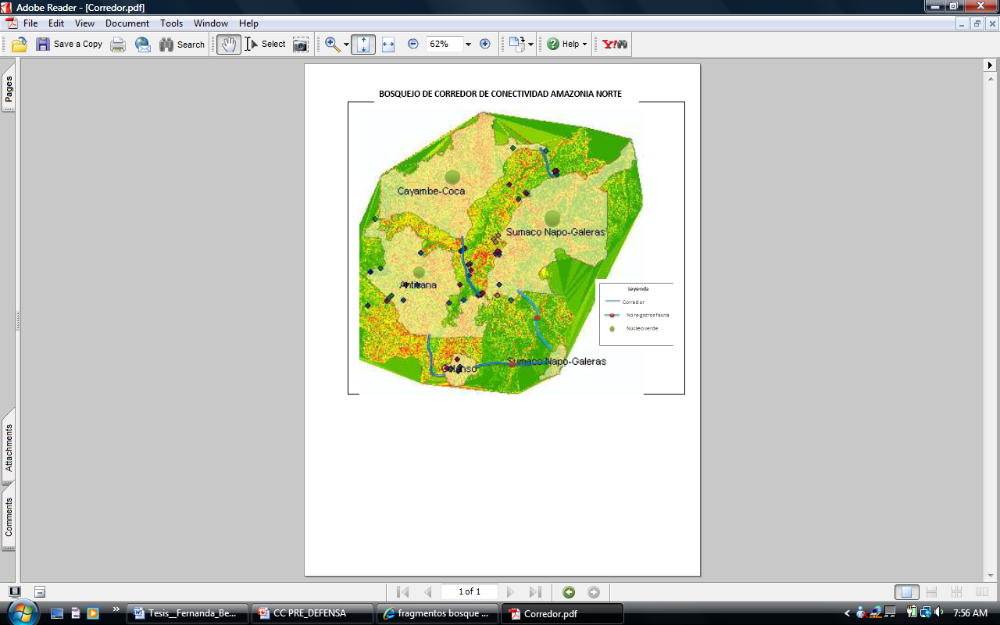 Adobe Reader - [Corredor.pdf]
File Edit View Document Tools Window Help
Save a Copy Search Select 62% Help Y!
Pages
BOSQUEJO DE CORREDOR DE CONECTIVIDAD AMAZONIA NORTE
Cayambe-Coca
Sumaco Napo-Galeras
Antisana
Leyenda
Corredor
No registros fauna
Núcleo verde
Sumaco Napo-Galeras
Attachments
Comments
1 of 1
Tesis__Fernanda_Be... CC PRE_DEFENSA fragmentos bosque ... Corredor.pdf 7:56 AM